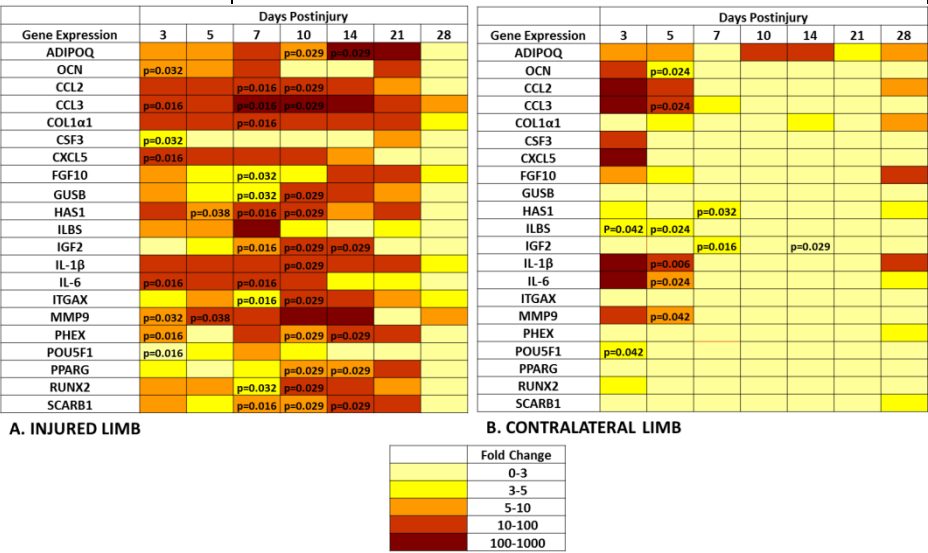 Days Postinjury
Gene Expression 3 5 7 10 14 21 28
ADIPOQ p=0.029 p=0.029
OCN p=0.032
CCL2 p=0.016 p=0.029
CCL3 p=0.016 p=0.016 p=0.029
COL1α1 p=0.016
CSF3 p=0.032
CXCL5 p=0.016
FGF10 p=0.032
GUSB p=0.032 p=0.029
HAS1 p=0.038 p=0.016 p=0.029
ILBS
IGF2 p=0.016 p=0.029 p=0.029
IL-1β p=0.029
IL-6 p=0.016 p=0.016
ITGAX p=0.016 p=0.029
MMP9 p=0.032 p=0.038
PHEX p=0.016 p=0.029 p=0.029
POU5F1 p=0.016
PPARG p=0.029 p=0.029
RUNX2 p=0.032 p=0.029
SCARB1 p=0.016 p=0.029 p=0.029
A. INJURED LIMB
Days Postinjury
Gene Expression 3 5 7 10 14 21 28
ADIPOQ
OCN p=0.024
CCL2
CCL3 p=0.024
COL1α1
CSF3
CXCL5
FGF10
GUSB
HAS1 p=0.032
ILBS P=0.042 p=0.024
IGF2 p=0.016 p=0.029
IL-1β p=0.006
IL-6 p=0.024
ITGAX
MMP9 p=0.042
PHEX
POU5F1 p=0.042
PPARG
RUNX2
SCARB1
B. CONTRALATERAL LIMB
Fold Change
0-3
3-5
5-10
10-100
100-1000